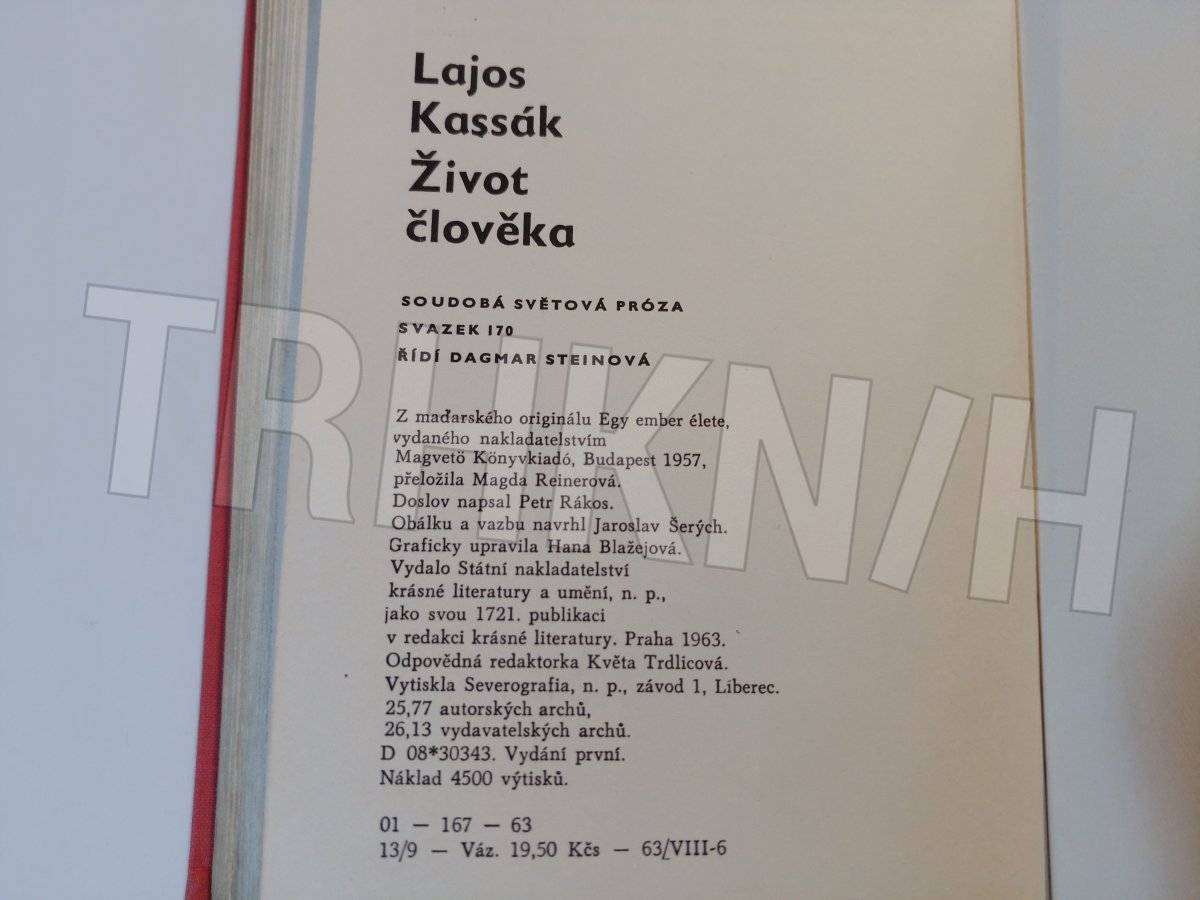 Lajos
Kassák
Život
člověka
SOUDOBÁ SVĚTOVÁ PRÓZA
SVAZEK 170
ŘÍDÍ DAGMAR STEINOVÁ
Z maďarského originálu Egy ember élete,
vydaného nakladatelstvím
Magvetö Könyvkiadó, Budapest 1957,
přeložila Magda Reinerová.
Doslov napsal Petr Rákos.
Obálku a vazbu navrhl Jaroslav Šerých.
Graficky upravila Hana Blažejová.
Vydalo Státní nakladatelství
krásné literatury a umění, n. p.,
jako svou 1721. publikaci
v redakci krásné literatury. Praha 1963.
Odpovědná redaktorka Květa Trdlicová.
Vytiskla Severografia, n. p., závod 1, Liberec.
25,77 autorských archů,
26,13 vydavatelských archů.
D 08*30343. Vydání první.
Náklad 4500 výtisků.
01 — 167 — 63
13/9 — Váz. 19,50 Kčs — 63/VIII-6
TRHKN/H